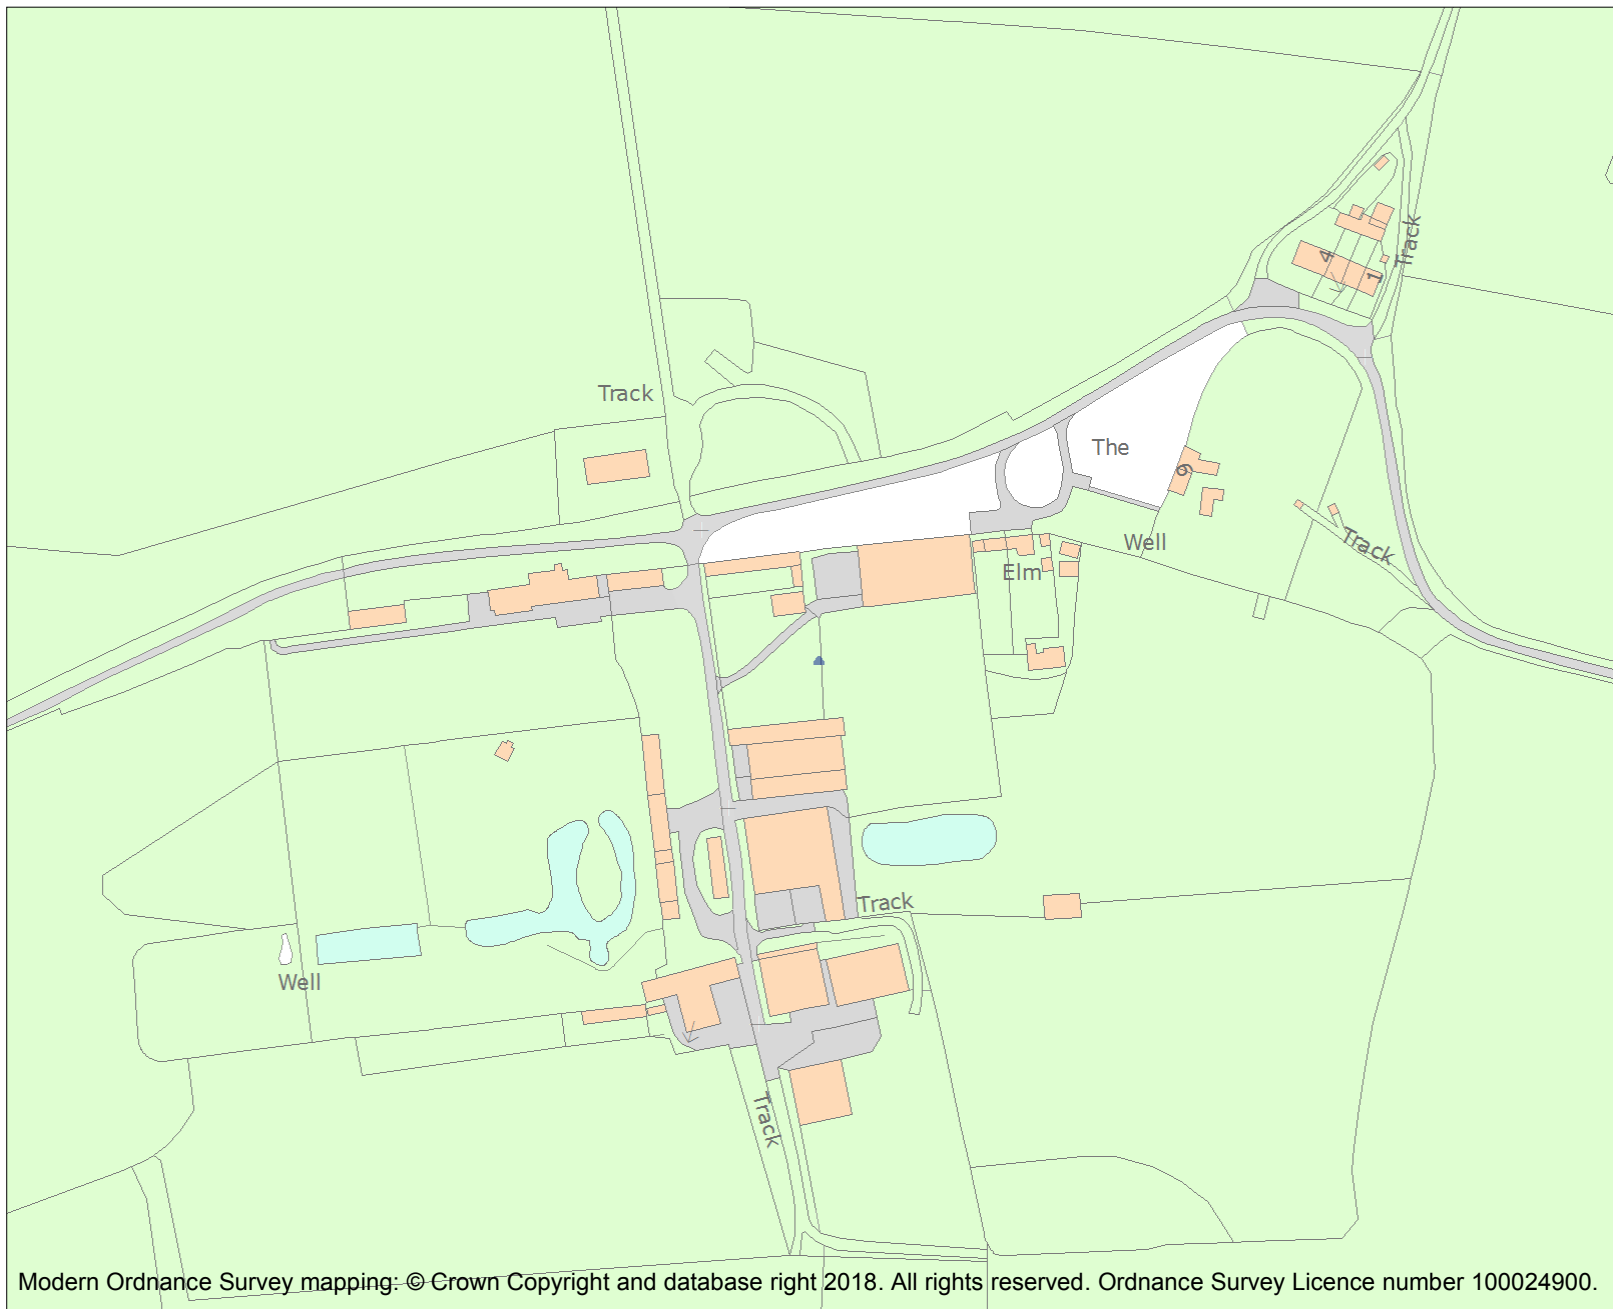 Track
4
1
Track
The
6
Well
Track
Elm
Track
Well
Track
Modern Ordnance Survey mapping: © Crown Copyright and database right 2018. All rights reserved. Ordnance Survey Licence number 100024900.